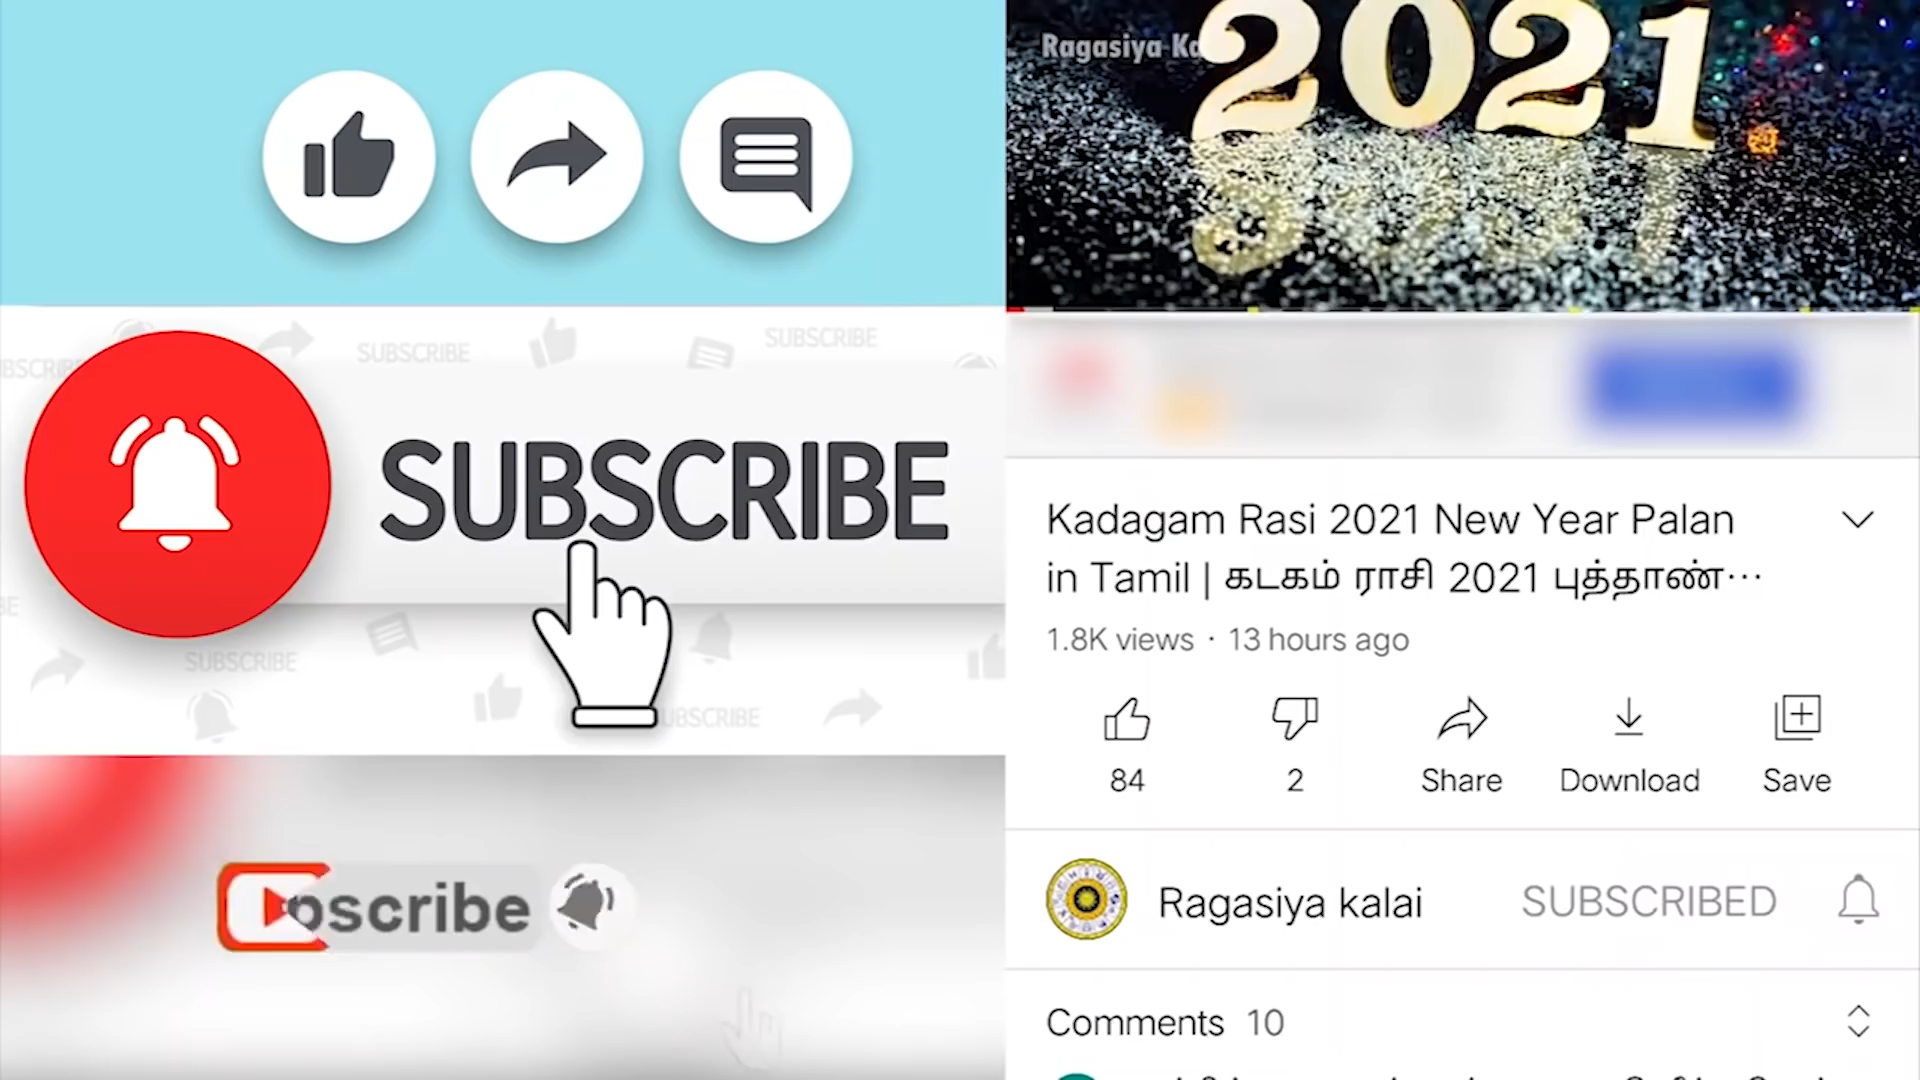 SUBSCRIBE
SUBSCRIBE
SUBSCRIBE
SUBSCRIBE
subscribe
Ragasiya Ka
2021
Kadagam Rasi 2021 New Year Palan
in Tamil | கடகம் ராசி 2021 புத்தாண்…
1.8K views · 13 hours ago
84
2
Share
Download
Save
Ragasiya kalai
SUBSCRIBED
Comments 10